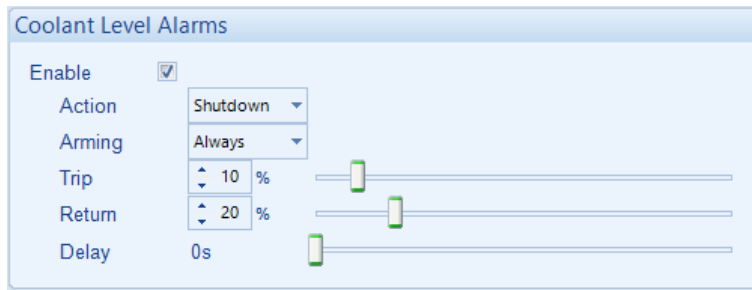 Coolant Level Alarms
Enable
Action Shutdown
Arming Always
Trip 10 %
Return 20 %
Delay 0s